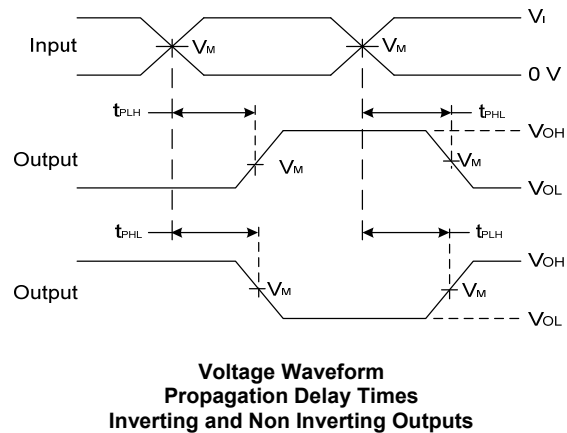 VI
Input VM VM
0 V
tPLH tPHL
VOH
Output VM VM
VOL
tPHL tPLH
VOH
Output VM VM
VOL
Voltage Waveform
Propagation Delay Times
Inverting and Non Inverting Outputs